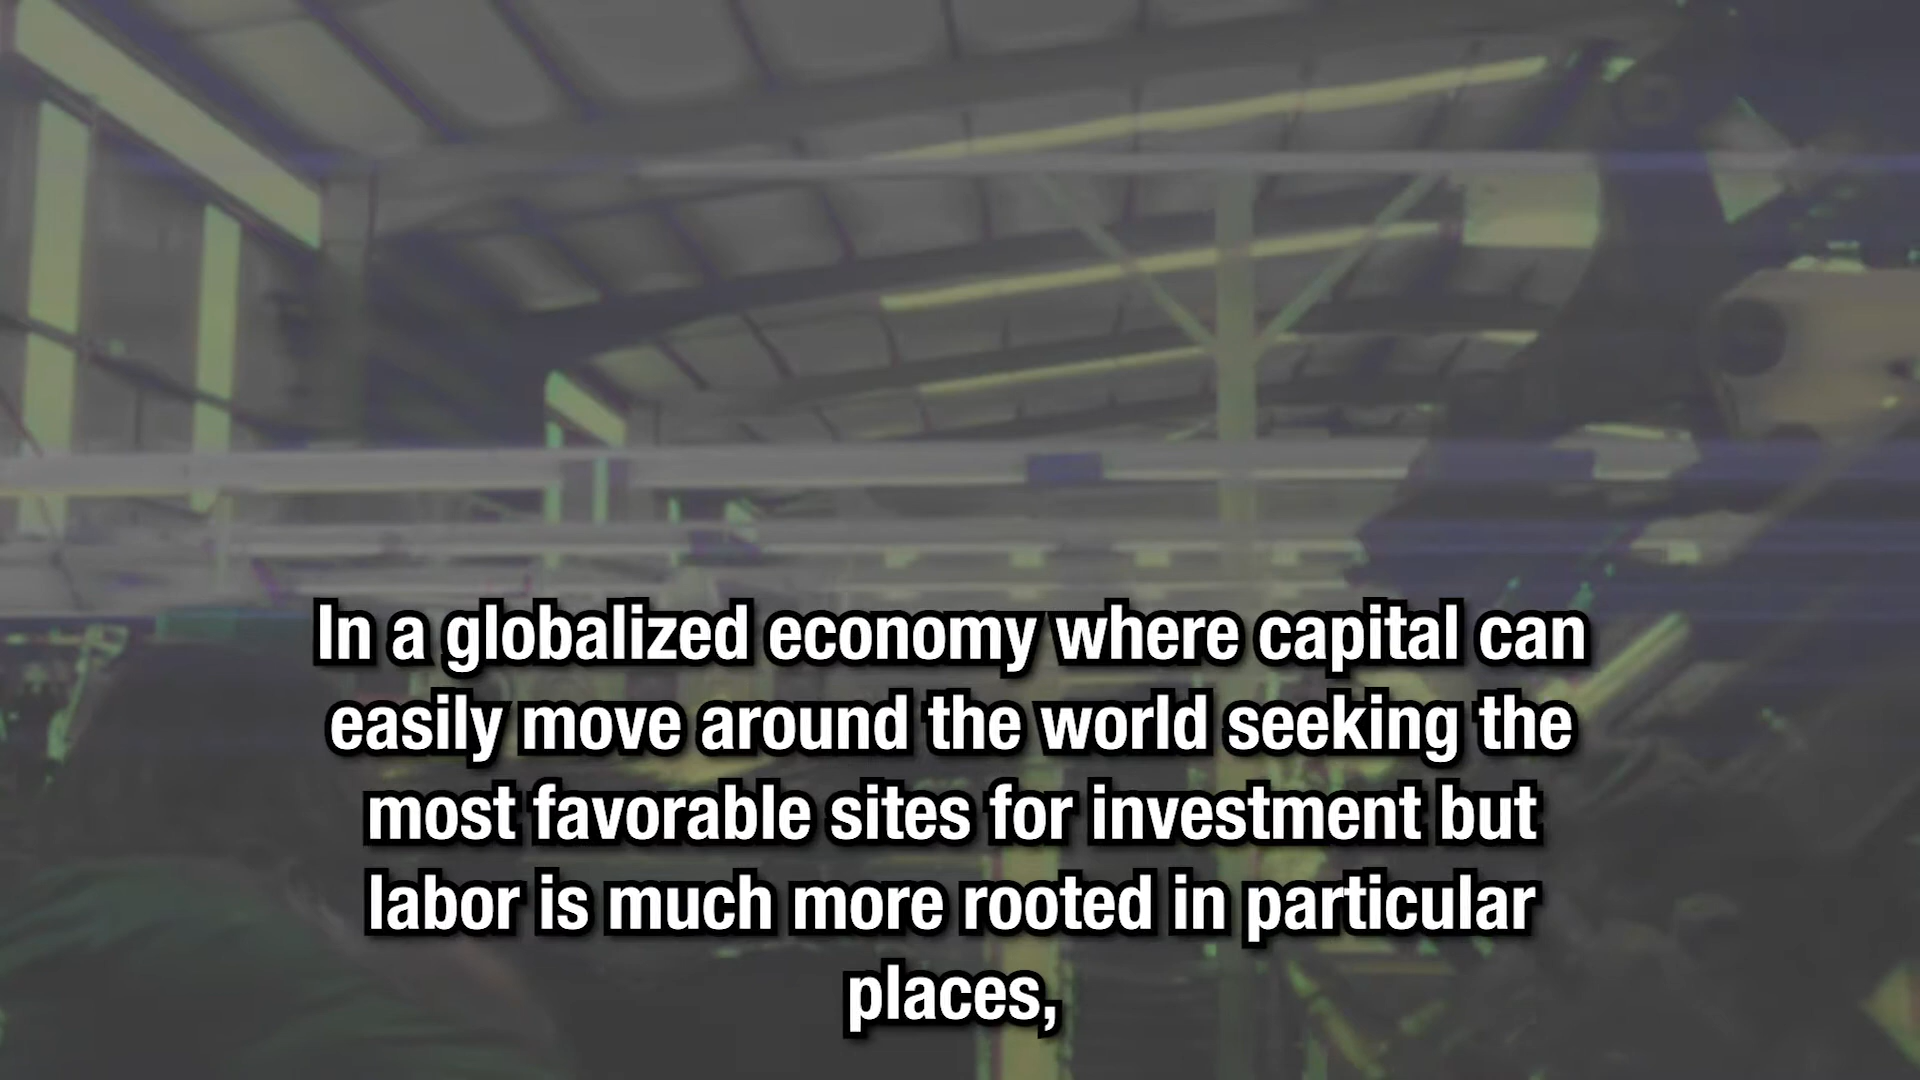 In a globalized economy where capital can
easily move around the world seeking the
most favorable sites for investment but
labor is much more rooted in particular
places,